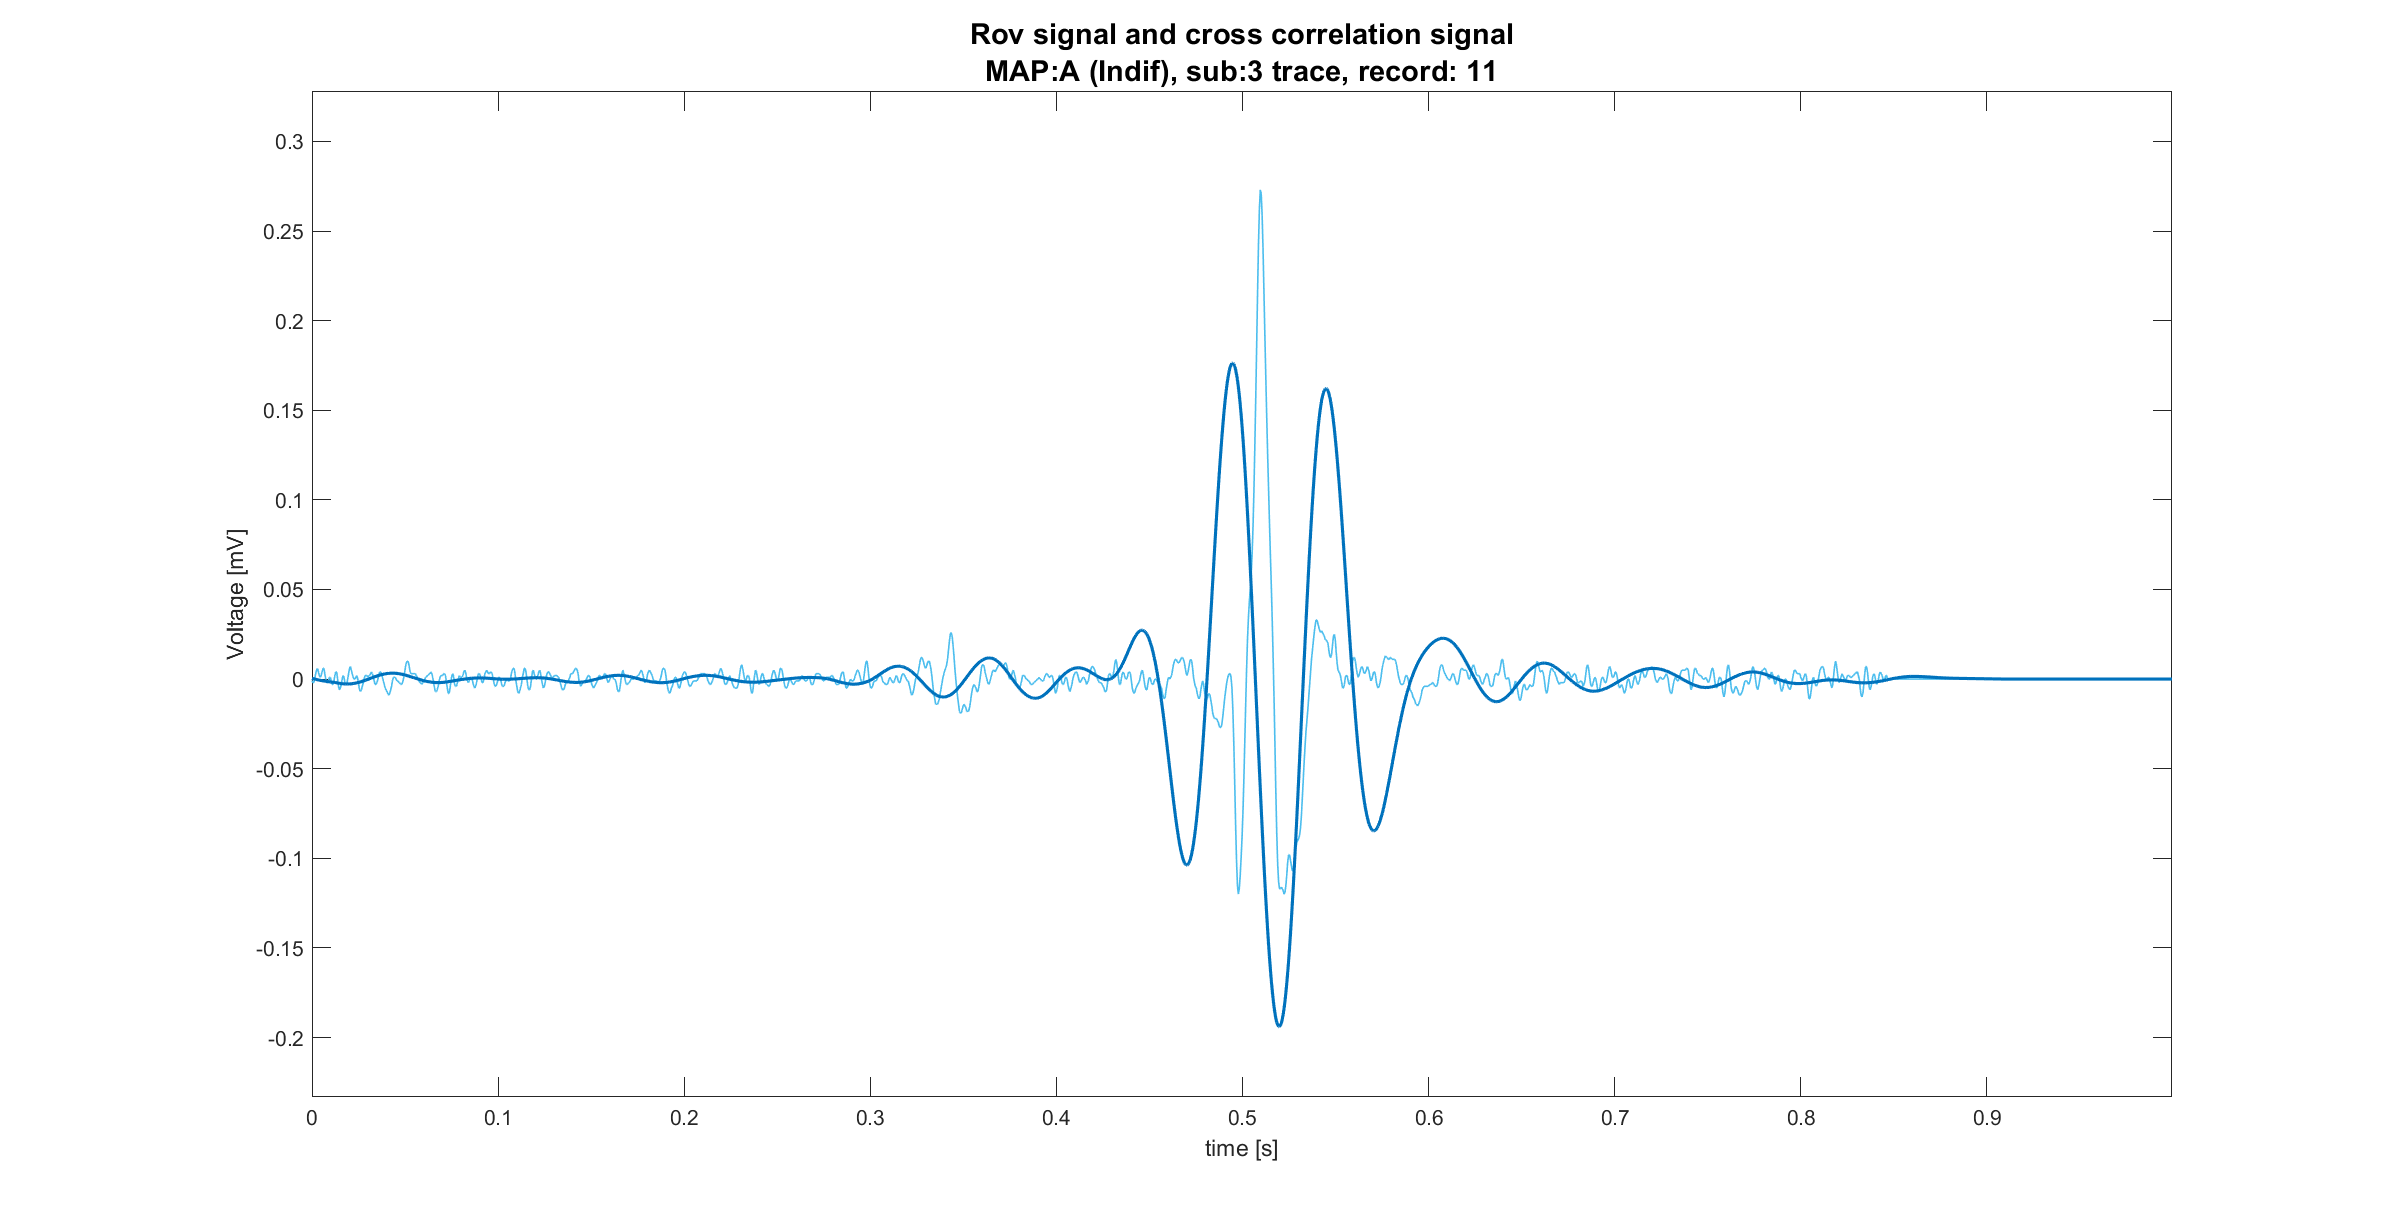 Rov signal and cross correlation signal
MAP:A (Indif), sub:3 trace, record: 11
0.3
0.25
0.2
0.15
0.1
0.05
0
-0.05
-0.1
-0.15
-0.2
Voltage [mV]
0 0.1 0.2 0.3 0.4 0.5 0.6 0.7 0.8 0.9
time [s]